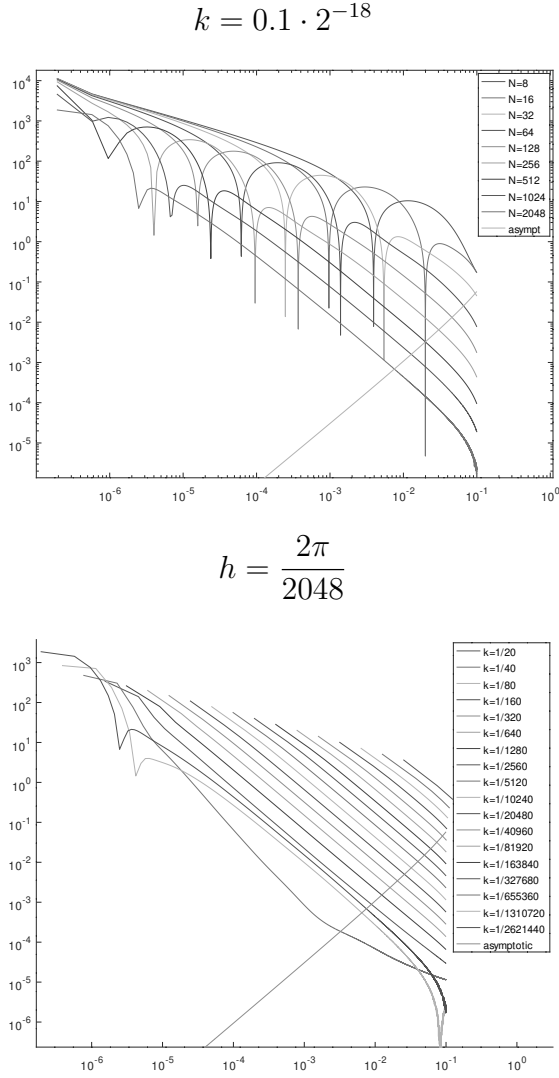 k = 0.1 · 2^{-18}
10^4
10^3
10^2
10^1
10^0
10^{-1}
10^{-2}
10^{-3}
10^{-4}
10^{-5}
N=8
N=16
N=32
N=64
N=128
N=256
N=512
N=1024
N=2048
asympt
10^{-6} 10^{-5} 10^{-4} 10^{-3} 10^{-2} 10^{-1} 10^0
h = \frac{2π}{2048}
10^3
10^2
10^1
10^0
10^{-1}
10^{-2}
10^{-3}
10^{-4}
10^{-5}
10^{-6}
k=1/20
k=1/40
k=1/80
k=1/160
k=1/320
k=1/640
k=1/1280
k=1/2560
k=1/5120
k=1/10240
k=1/20480
k=1/40960
k=1/81920
k=1/163840
k=1/327680
k=1/655360
k=1/1310720
k=1/2621440
asymptotic
10^{-6} 10^{-5} 10^{-4} 10^{-3} 10^{-2} 10^{-1} 10^0